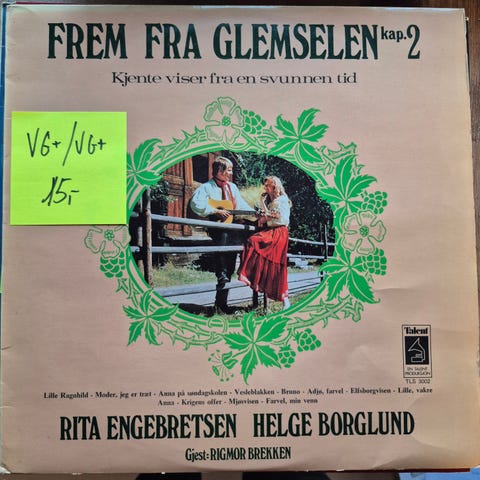 FREM FRA GLEMSELEN kap.2
Kjente viser fra en svunnen tid
VG+/VG+
15,-
Talent
EN TALENT
PRODUKSJON
TLS 3002
Lille Ragnhild - Moder, jeg er træt - Anna på søndagskolen - Vesleblakken - Bruno - Adjø, farvel - Elfsborgvisen - Lille, vakre
Anna - Krigens offer - Mjøsvisen - Farvel, min venn
RITA ENGEBRETSEN HELGE BORGLUND
Gjest: RIGMOR BREKKEN